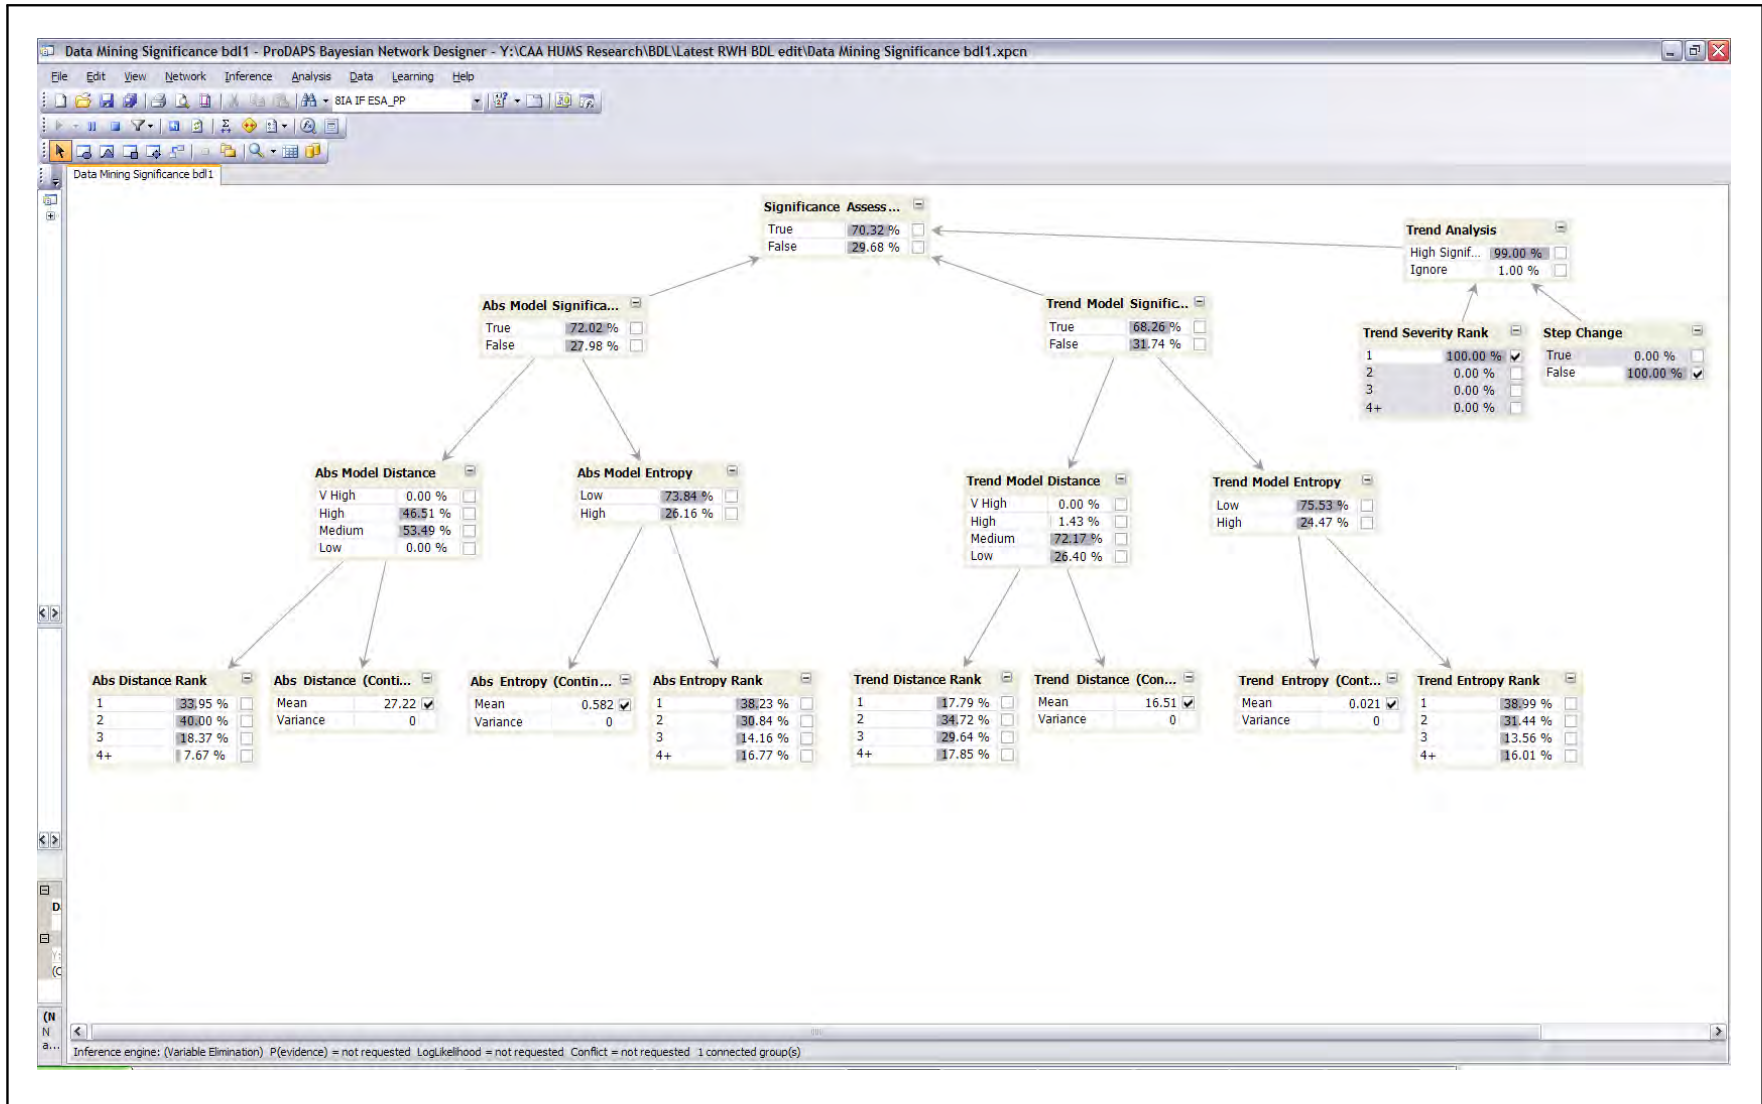 Data Mining Significance bdl1 - ProDAPS Bayesian Network Designer - Y:\CAA HUMS Research\BDL\Latest RWH BDL edit\Data Mining Significance bdl1.xpcn
File Edit View Network Inference Analysis Data Learning Help
8IA IF ESA_PP
Data Mining Significance bdl1
Significance Assess...
True 70.32 %
False 29.68 %
Trend Analysis
High Signif... 99.00 %
Ignore 1.00 %
Abs Model Significa...
True 72.02 %
False 27.98 %
Trend Model Signific...
True 68.26 %
False 31.74 %
Trend Severity Rank
1 100.00 %
2 0.00 %
3 0.00 %
4+ 0.00 %
Step Change
True 0.00 %
False 100.00 %
Abs Model Distance
V High 0.00 %
High 46.51 %
Medium 53.49 %
Low 0.00 %
Abs Model Entropy
Low 73.84 %
High 26.16 %
Trend Model Distance
V High 0.00 %
High 1.43 %
Medium 72.17 %
Low 26.40 %
Trend Model Entropy
Low 75.53 %
High 24.47 %
Abs Distance Rank
1 33.95 %
2 40.00 %
3 18.37 %
4+ 7.67 %
Abs Distance (Conti...
Mean 27.22
Variance 0
Abs Entropy (Contin...
Mean 0.582
Variance 0
Abs Entropy Rank
1 38.23 %
2 30.84 %
3 14.16 %
4+ 16.77 %
Trend Distance Rank
1 17.79 %
2 34.72 %
3 29.64 %
4+ 17.85 %
Trend Distance (Con...
Mean 16.51
Variance 0
Trend Entropy (Cont...
Mean 0.021
Variance 0
Trend Entropy Rank
1 38.99 %
2 31.44 %
3 13.56 %
4+ 16.01 %
D
Y:
(C
(N
N
a...
Inference engine: (Variable Elimination) P(evidence) = not requested LogLikelihood = not requested Conflict = not requested 1 connected group(s)